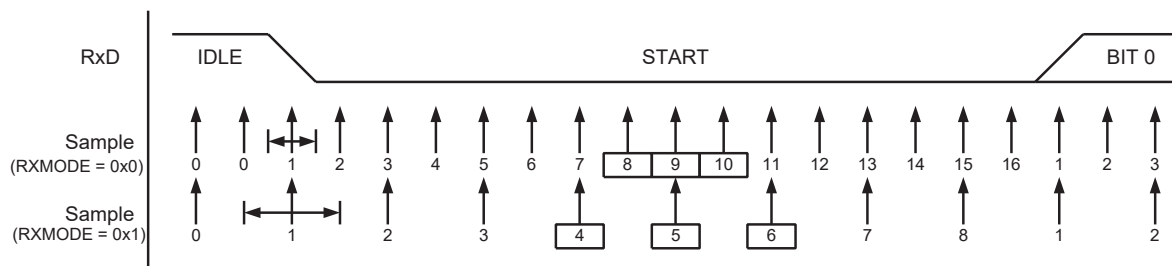 RxD IDLE START BIT 0
Sample
(RXMODE = 0x0) 0 0 1 2 3 4 5 6 7 8 9 10 11 12 13 14 15 16 1 2 3
Sample
(RXMODE = 0x1) 0 1 2 3 4 5 6 7 8 1 2